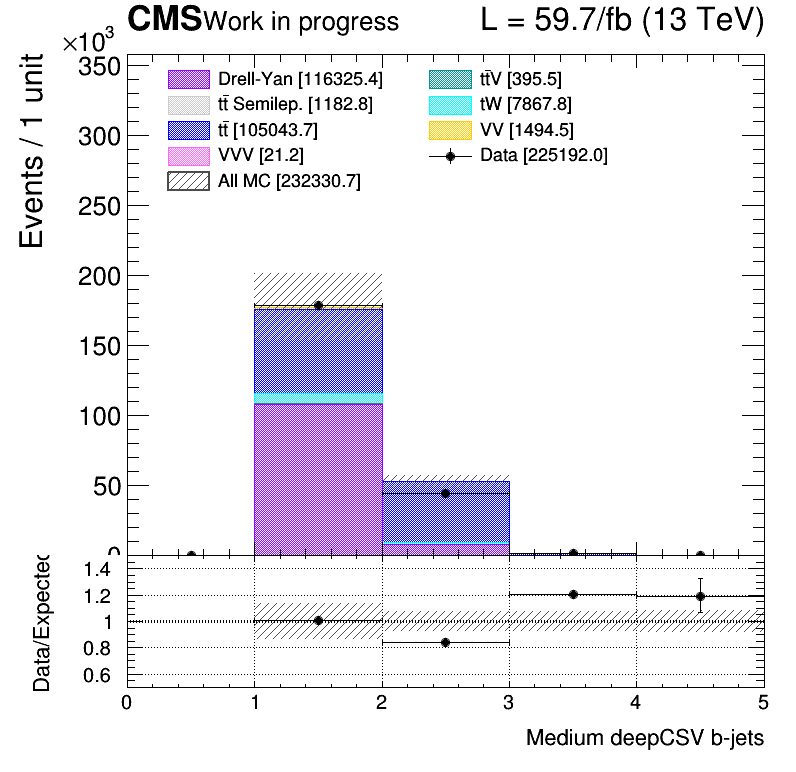 CMS Work in progress L = 59.7/fb (13 TeV)
×10³
Events / 1 unit
350
300
250
200
150
100
50
0
Drell-Yan [116325.4]
tt̄ Semilep. [1182.8]
tt̄ [105043.7]
VVV [21.2]
All MC [232330.7]
tt̄V [395.5]
tW [7867.8]
VV [1494.5]
Data [225192.0]
Data/Expected
1.4
1.2
1
0.8
0.6
0 1 2 3 4 5
Medium deepCSV b-jets